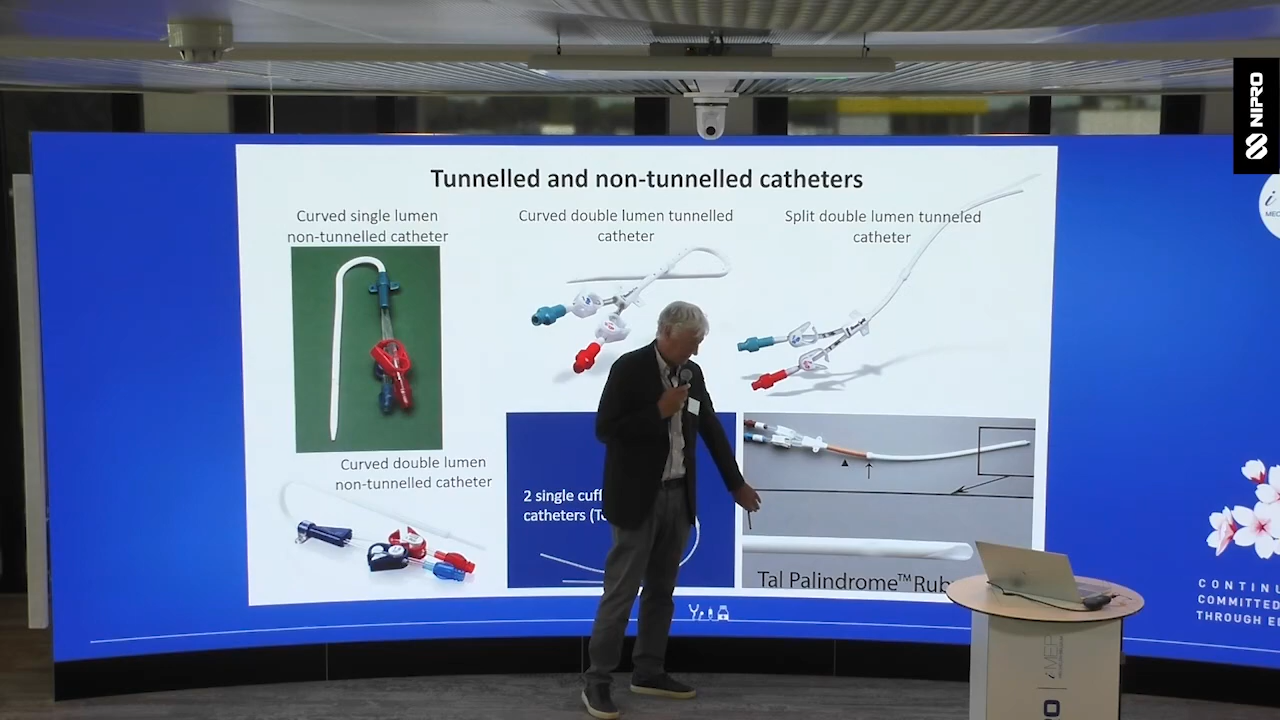 NIPRO
Tunnelled and non-tunnelled catheters
Curved single lumen
non-tunnelled catheter
Curved double lumen tunnelled
catheter
Split double lumen tunneled
catheter
Curved double lumen
non-tunnelled catheter
2 single cuff
catheters (T
Tal Palindrome™Rub
CONTINU
COMMITTED
THROUGH E